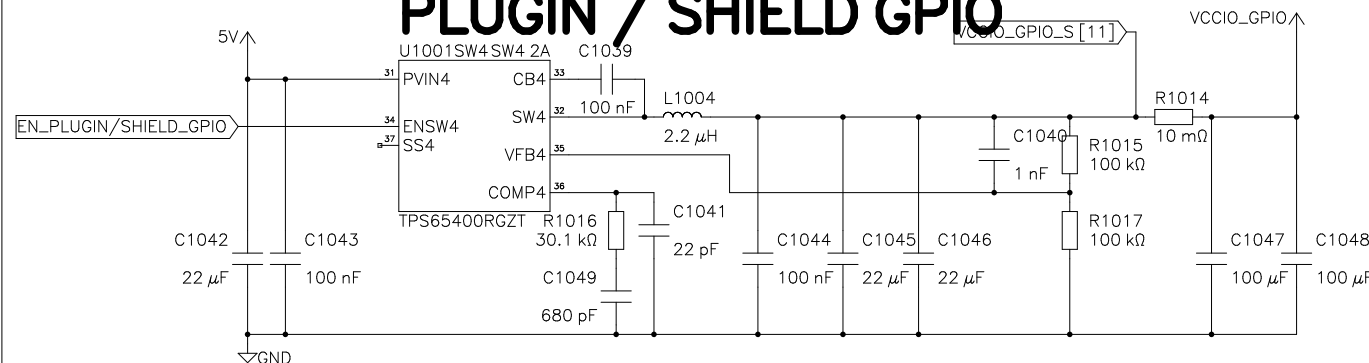 PLUGIN / SHIELD GPIO
VCCIO_GPIO_S [11]
VCCIO_GPIO
5V
U1001SW4 SW4 2A
C1039
100 nF
31
PVIN4
CB4
33
EN_PLUGIN/SHIELD_GPIO
34
ENSW4
SW4
32
L1004
2.2 μH
R1014
10 mΩ
37
SS4
VFB4
35
C1040
1 nF
R1015
100 kΩ
COMP4
36
TPS65400RGZT
R1016
30.1 kΩ
C1041
22 pF
R1017
100 kΩ
C1042
22 μF
C1043
100 nF
C1049
680 pF
C1044
100 nF
C1045
22 μF
C1046
22 μF
C1047
100 μF
C1048
100 μF
GND